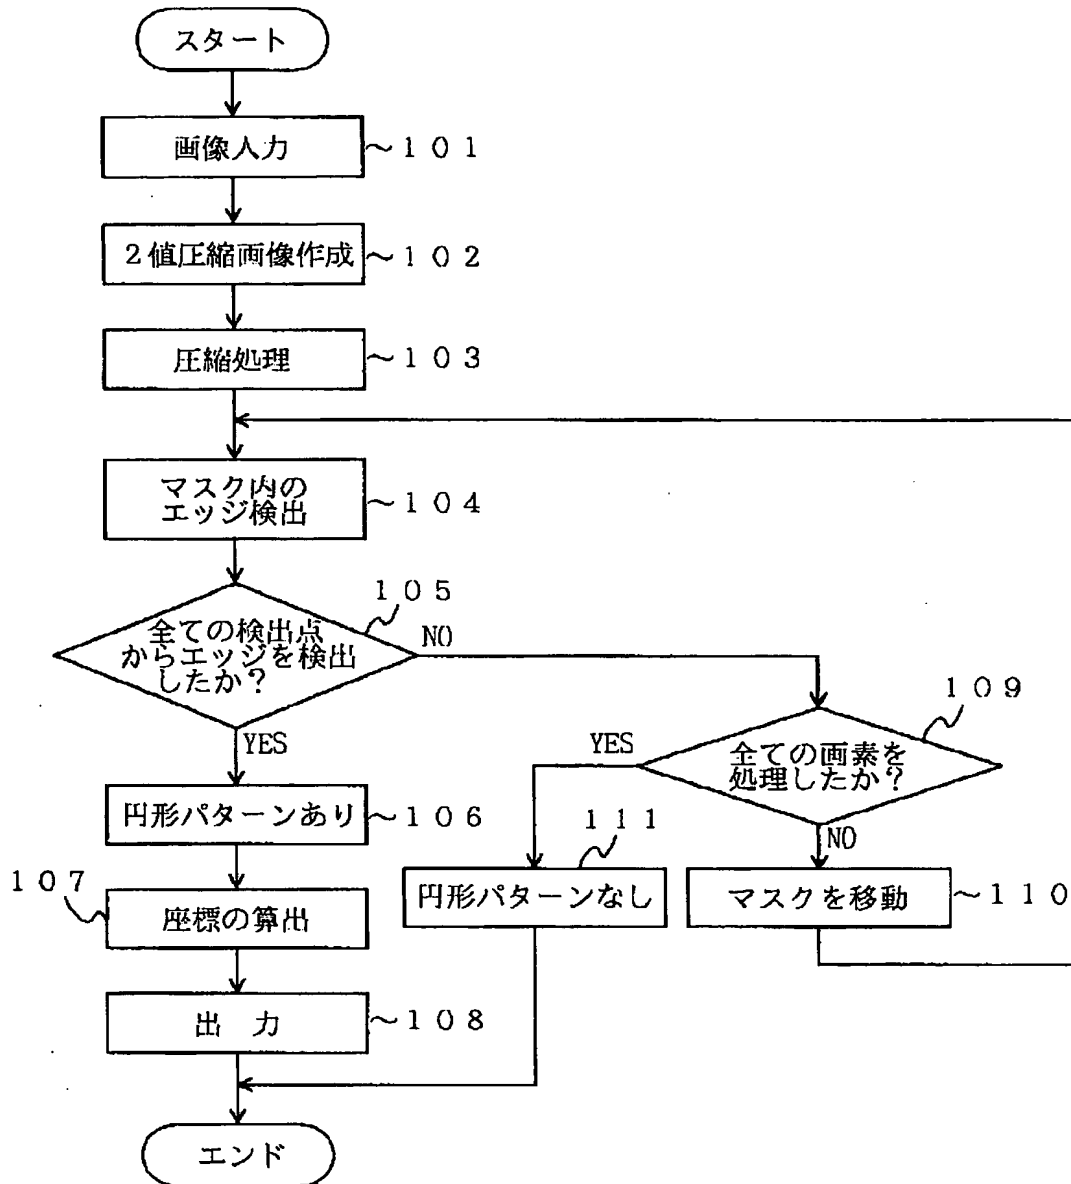 スタート
画像入力
~101
2値圧縮画像作成
~102
圧縮処理
~103
マスク内の
エッジ検出
~104
105
全ての検出点
からエッジを検出
したか?
NO
YES
109
全ての画素を
処理したか?
YES
NO
円形パターンあり
~106
111
円形パターンなし
マスクを移動
~110
107
座標の算出
出 力
~108
エンド